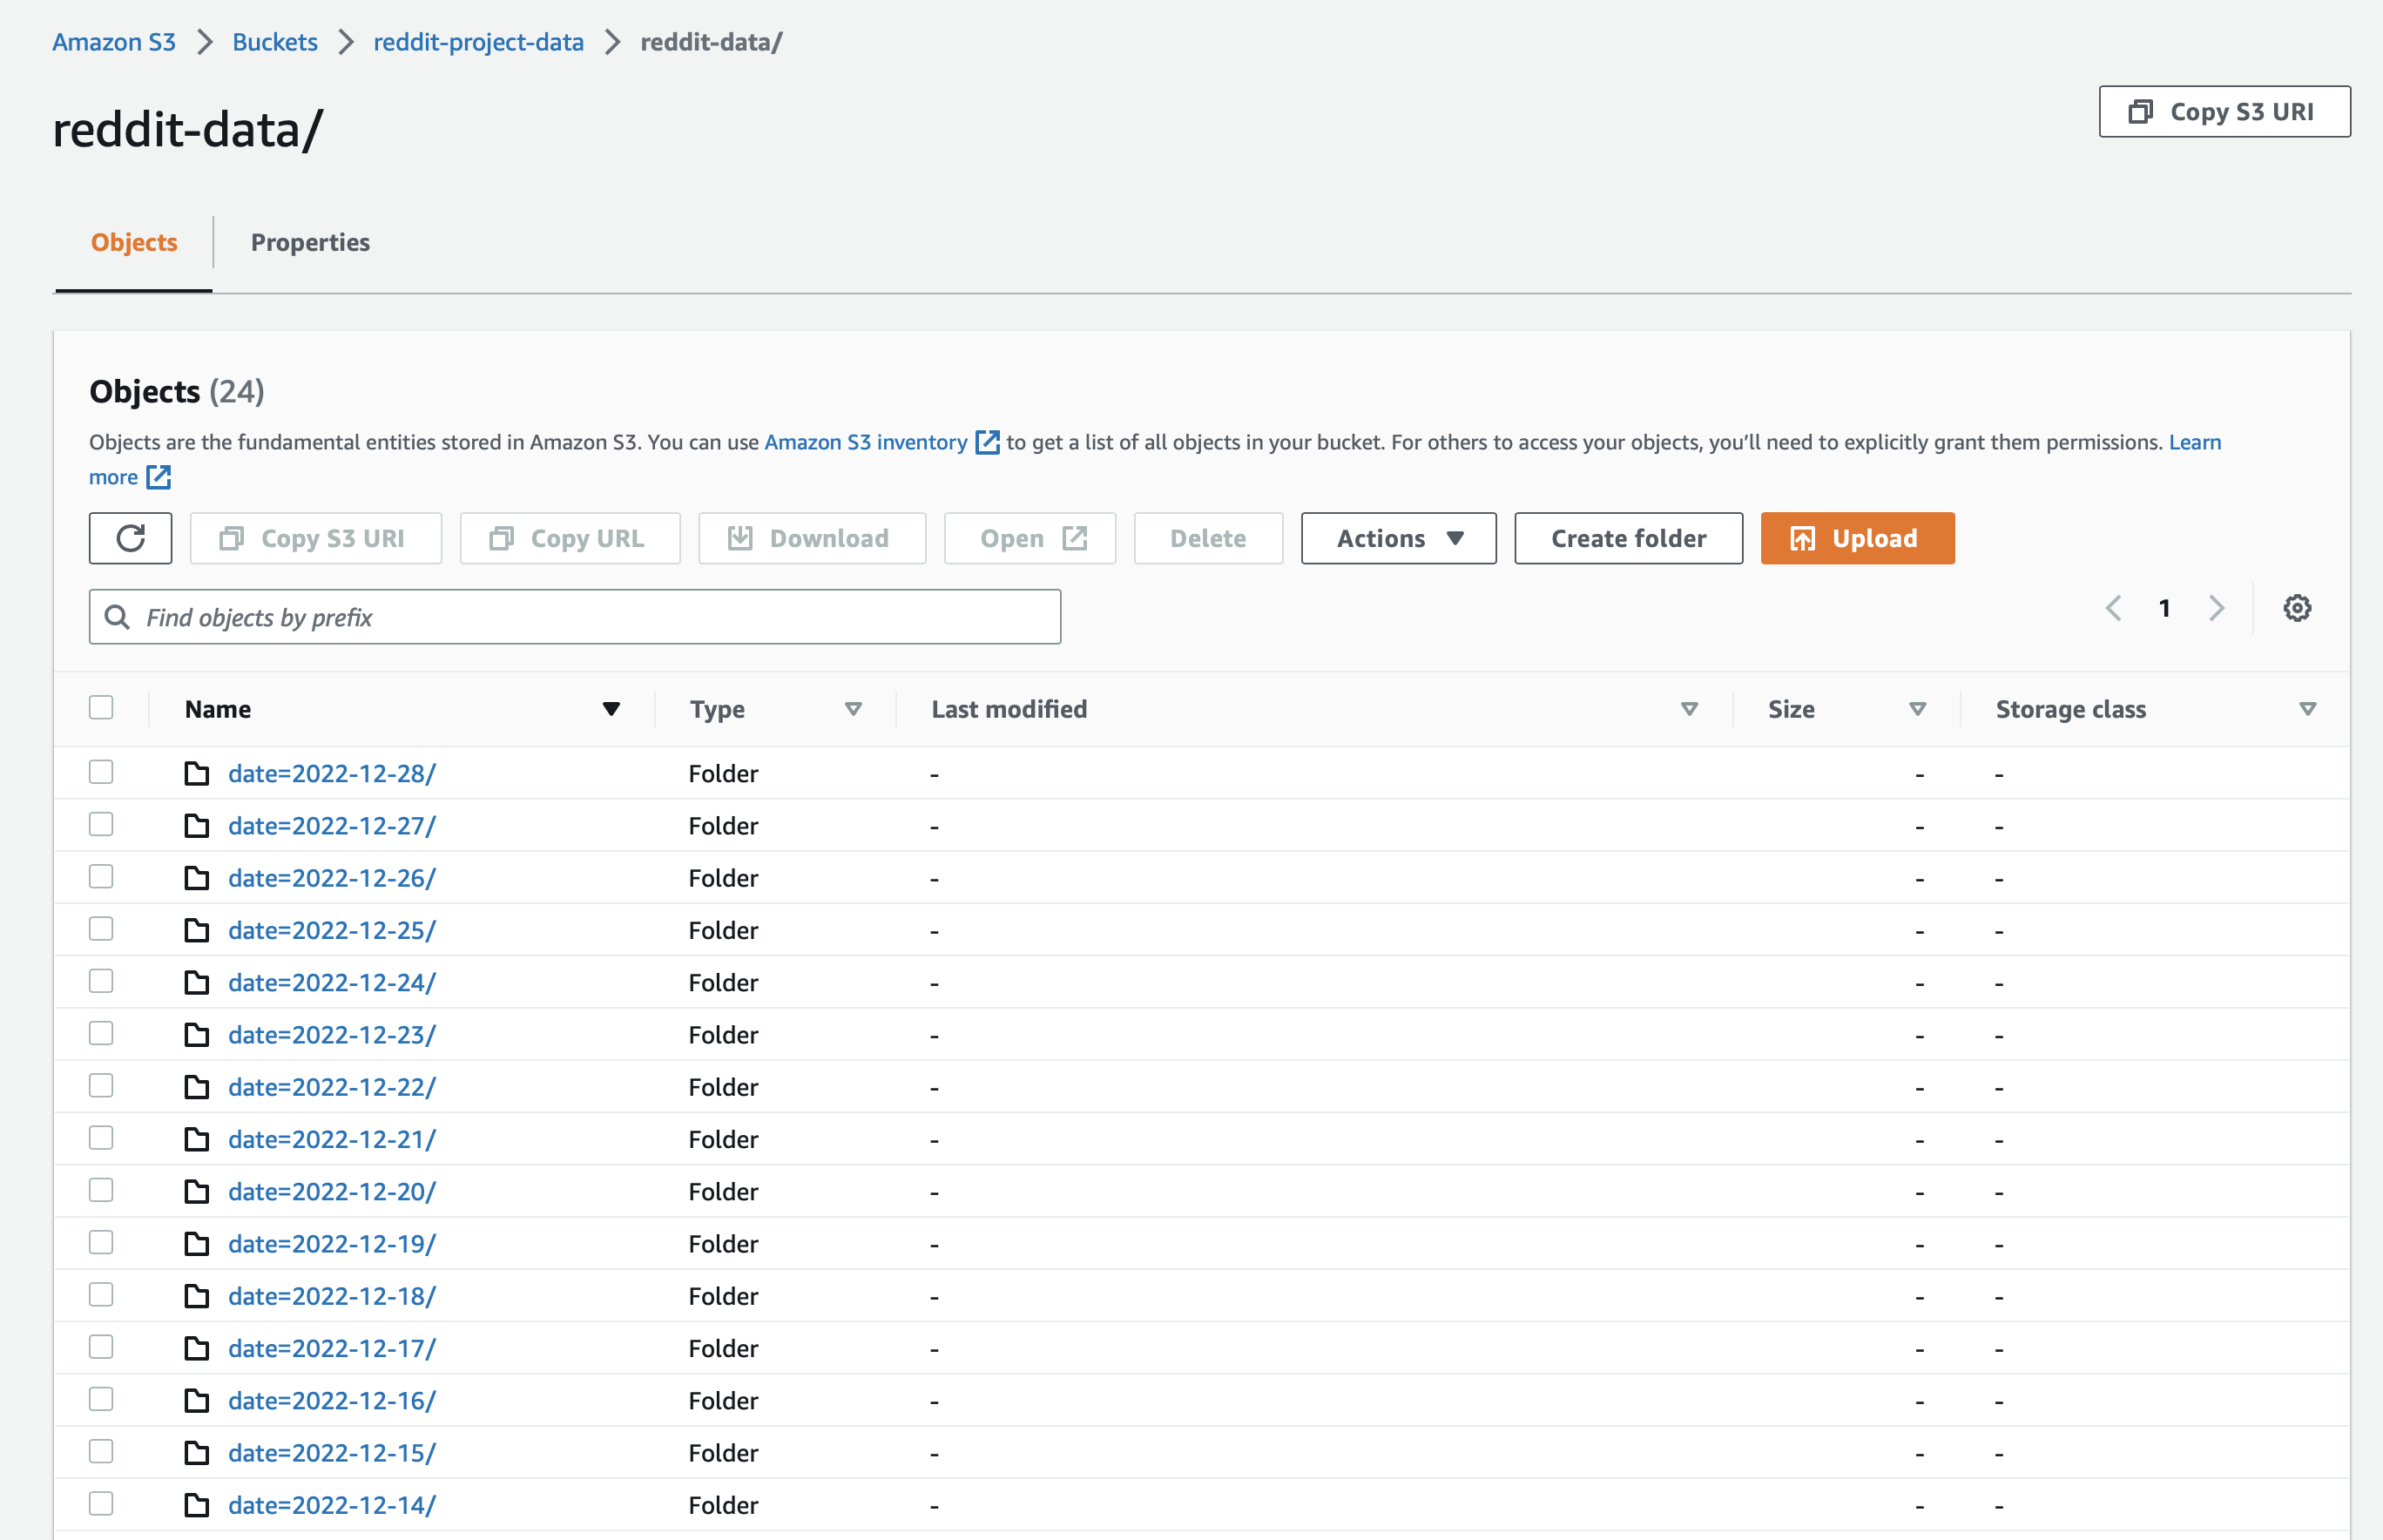 Amazon S3 > Buckets > reddit-project-data > reddit-data/
reddit-data/
Copy S3 URI
Objects Properties
Objects (24)
Objects are the fundamental entities stored in Amazon S3. You can use Amazon S3 inventory to get a list of all objects in your bucket. For others to access your objects, you’ll need to explicitly grant them permissions. Learn
more
Copy S3 URI Copy URL Download Open Delete Actions Create folder Upload
Find objects by prefix
1
Name Type Last modified Size Storage class
date=2022-12-28/ Folder - - -
date=2022-12-27/ Folder - - -
date=2022-12-26/ Folder - - -
date=2022-12-25/ Folder - - -
date=2022-12-24/ Folder - - -
date=2022-12-23/ Folder - - -
date=2022-12-22/ Folder - - -
date=2022-12-21/ Folder - - -
date=2022-12-20/ Folder - - -
date=2022-12-19/ Folder - - -
date=2022-12-18/ Folder - - -
date=2022-12-17/ Folder - - -
date=2022-12-16/ Folder - - -
date=2022-12-15/ Folder - - -
date=2022-12-14/ Folder - - -